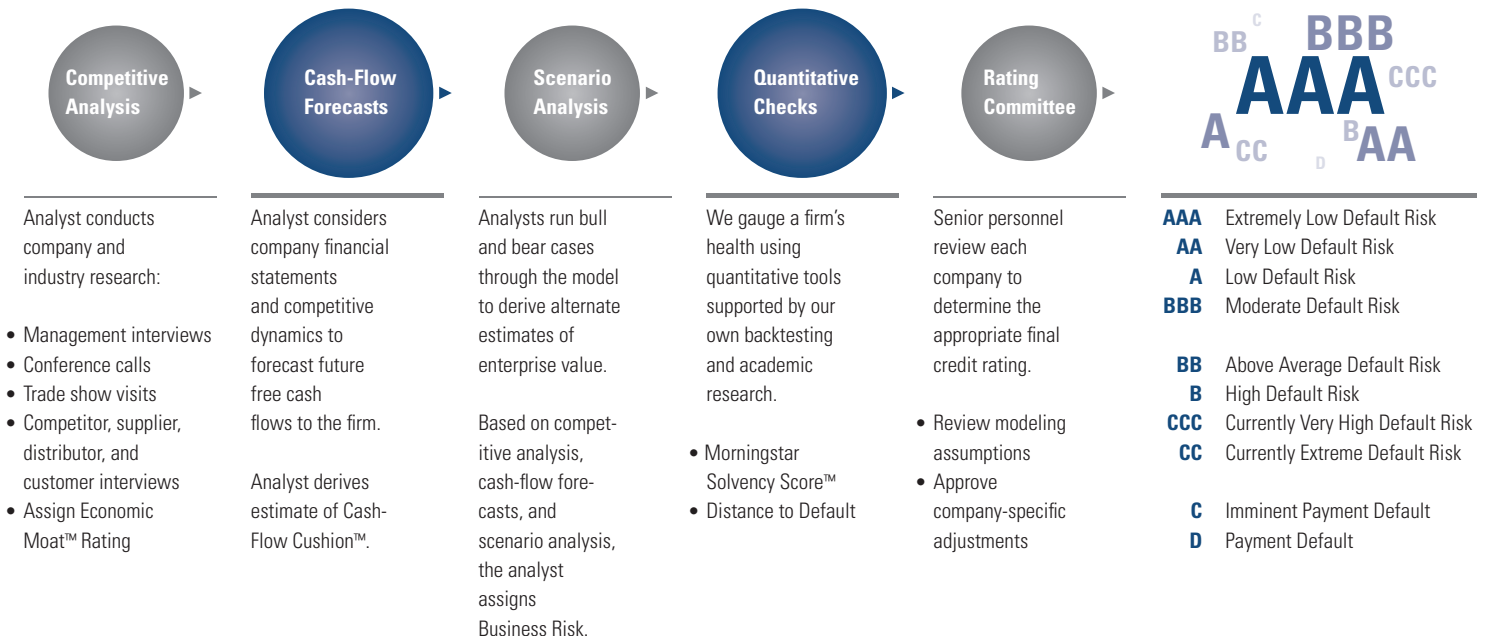 Competitive
Analysis
Cash-Flow
Forecasts
Scenario
Analysis
Quantitative
Checks
Rating
Committee
C
BB
BBB
AAA
CCC
A
CC
B
AA
D
Analyst conducts
company and
industry research:
• Management interviews
• Conference calls
• Trade show visits
• Competitor, supplier,
distributor, and
customer interviews
• Assign Economic
Moat™ Rating
Analyst considers
company financial
statements
and competitive
dynamics to
forecast future
free cash
flows to the firm.
Analyst derives
estimate of Cash-
Flow Cushion™.
Analysts run bull
and bear cases
through the model
to derive alternate
estimates of
enterprise value.
Based on compet-
itive analysis,
cash-flow fore-
casts, and
scenario analysis,
the analyst
assigns
Business Risk.
We gauge a firm’s
health using
quantitative tools
supported by our
own backtesting
and academic
research.
• Morningstar
Solvency Score™
• Distance to Default
Senior personnel
review each
company to
determine the
appropriate final
credit rating.
• Review modeling
assumptions
• Approve
company-specific
adjustments
AAA Extremely Low Default Risk
AA Very Low Default Risk
A Low Default Risk
BBB Moderate Default Risk
BB Above Average Default Risk
B High Default Risk
CCC Currently Very High Default Risk
CC Currently Extreme Default Risk
C Imminent Payment Default
D Payment Default